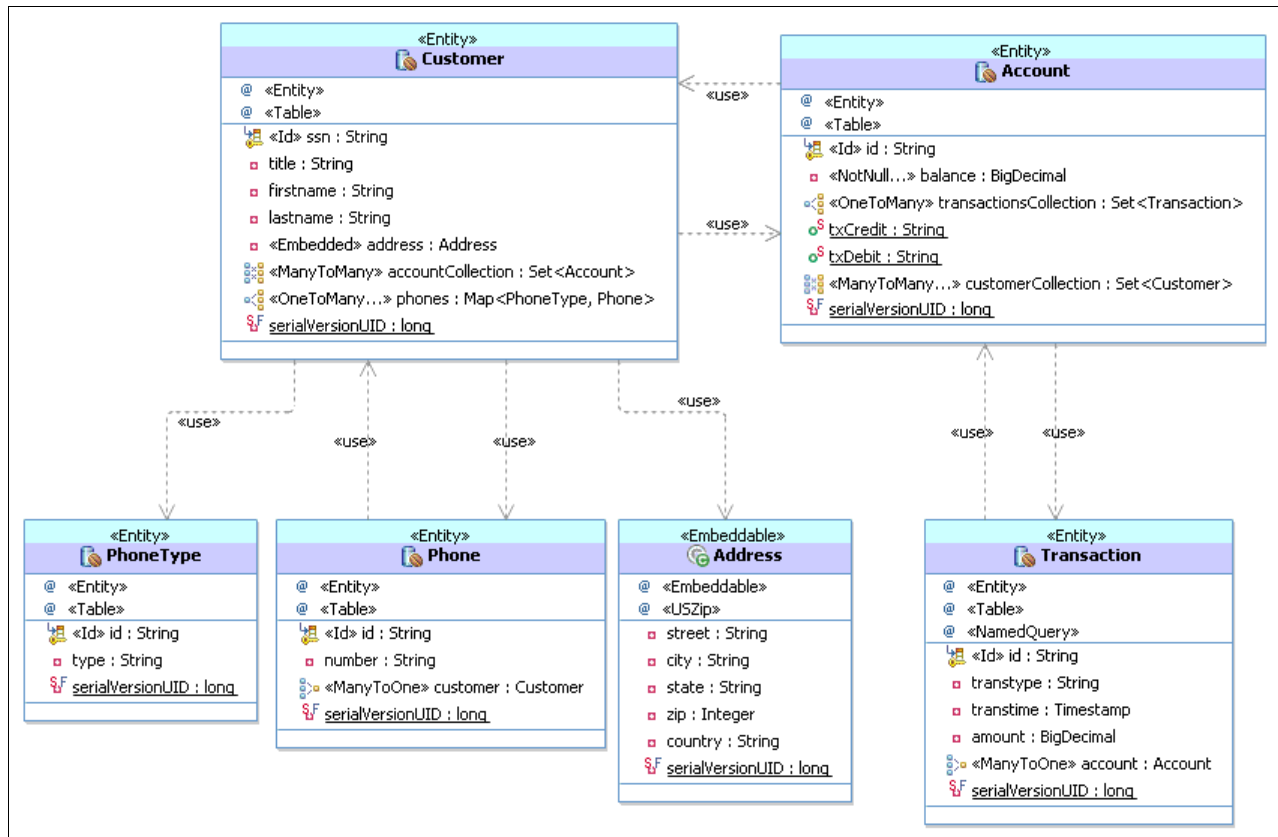 «Entity»
Customer
@ «Entity»
@ «Table»
«Id» ssn : String
title : String
firstname : String
lastname : String
«Embedded» address : Address
«ManyToMany» accountCollection : Set<Account>
«OneToMany...» phones : Map<PhoneType, Phone>
serialVersionUID : long
«use»
«use»
«Entity»
Account
@ «Entity»
@ «Table»
«Id» id : String
«NotNull...» balance : BigDecimal
«OneToMany» transactionsCollection : Set<Transaction>
txCredit : String
txDebit : String
«ManyToMany...» customerCollection : Set<Customer>
serialVersionUID : long
«use»
«use»
«use»
«use»
«use»
«use»
«Entity»
PhoneType
@ «Entity»
@ «Table»
«Id» id : String
type : String
serialVersionUID : long
«Entity»
Phone
@ «Entity»
@ «Table»
«Id» id : String
number : String
«ManyToOne» customer : Customer
serialVersionUID : long
«Embeddable»
Address
@ «Embeddable»
@ «USZip»
street : String
city : String
state : String
zip : Integer
country : String
serialVersionUID : long
«Entity»
Transaction
@ «Entity»
@ «Table»
@ «NamedQuery»
«Id» id : String
transtype : String
transtime : Timestamp
amount : BigDecimal
«ManyToOne» account : Account
serialVersionUID : long